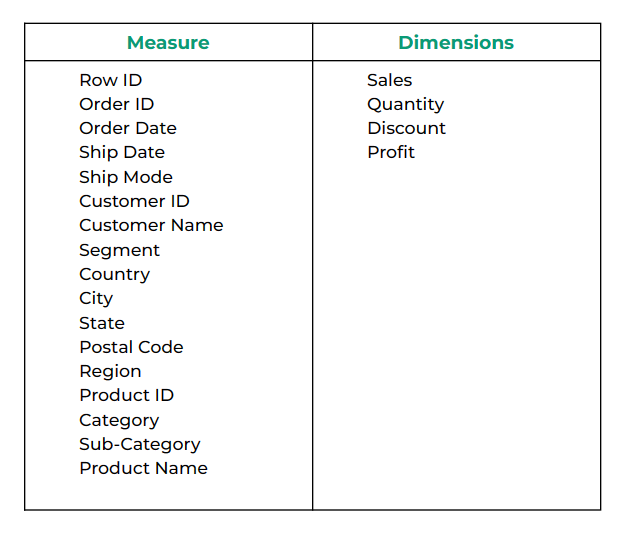 Measure
Dimensions
Row ID
Order ID
Order Date
Ship Date
Ship Mode
Customer ID
Customer Name
Segment
Country
City
State
Postal Code
Region
Product ID
Category
Sub-Category
Product Name
Sales
Quantity
Discount
Profit